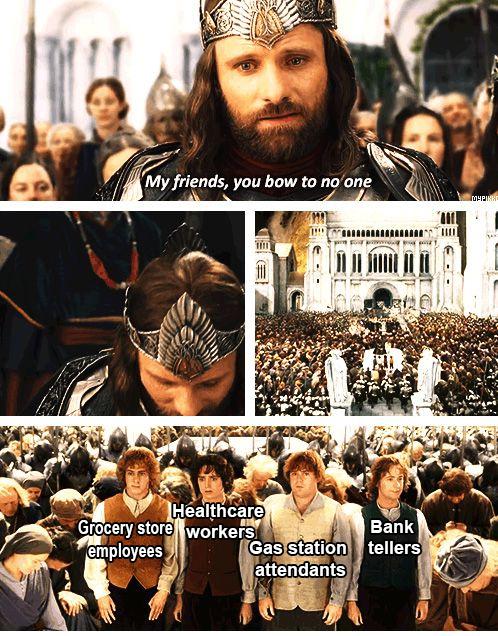 My friends, you bow to no one
Grocery store
employees
Healthcare
workers
Gas station
attendants
Bank
tellers